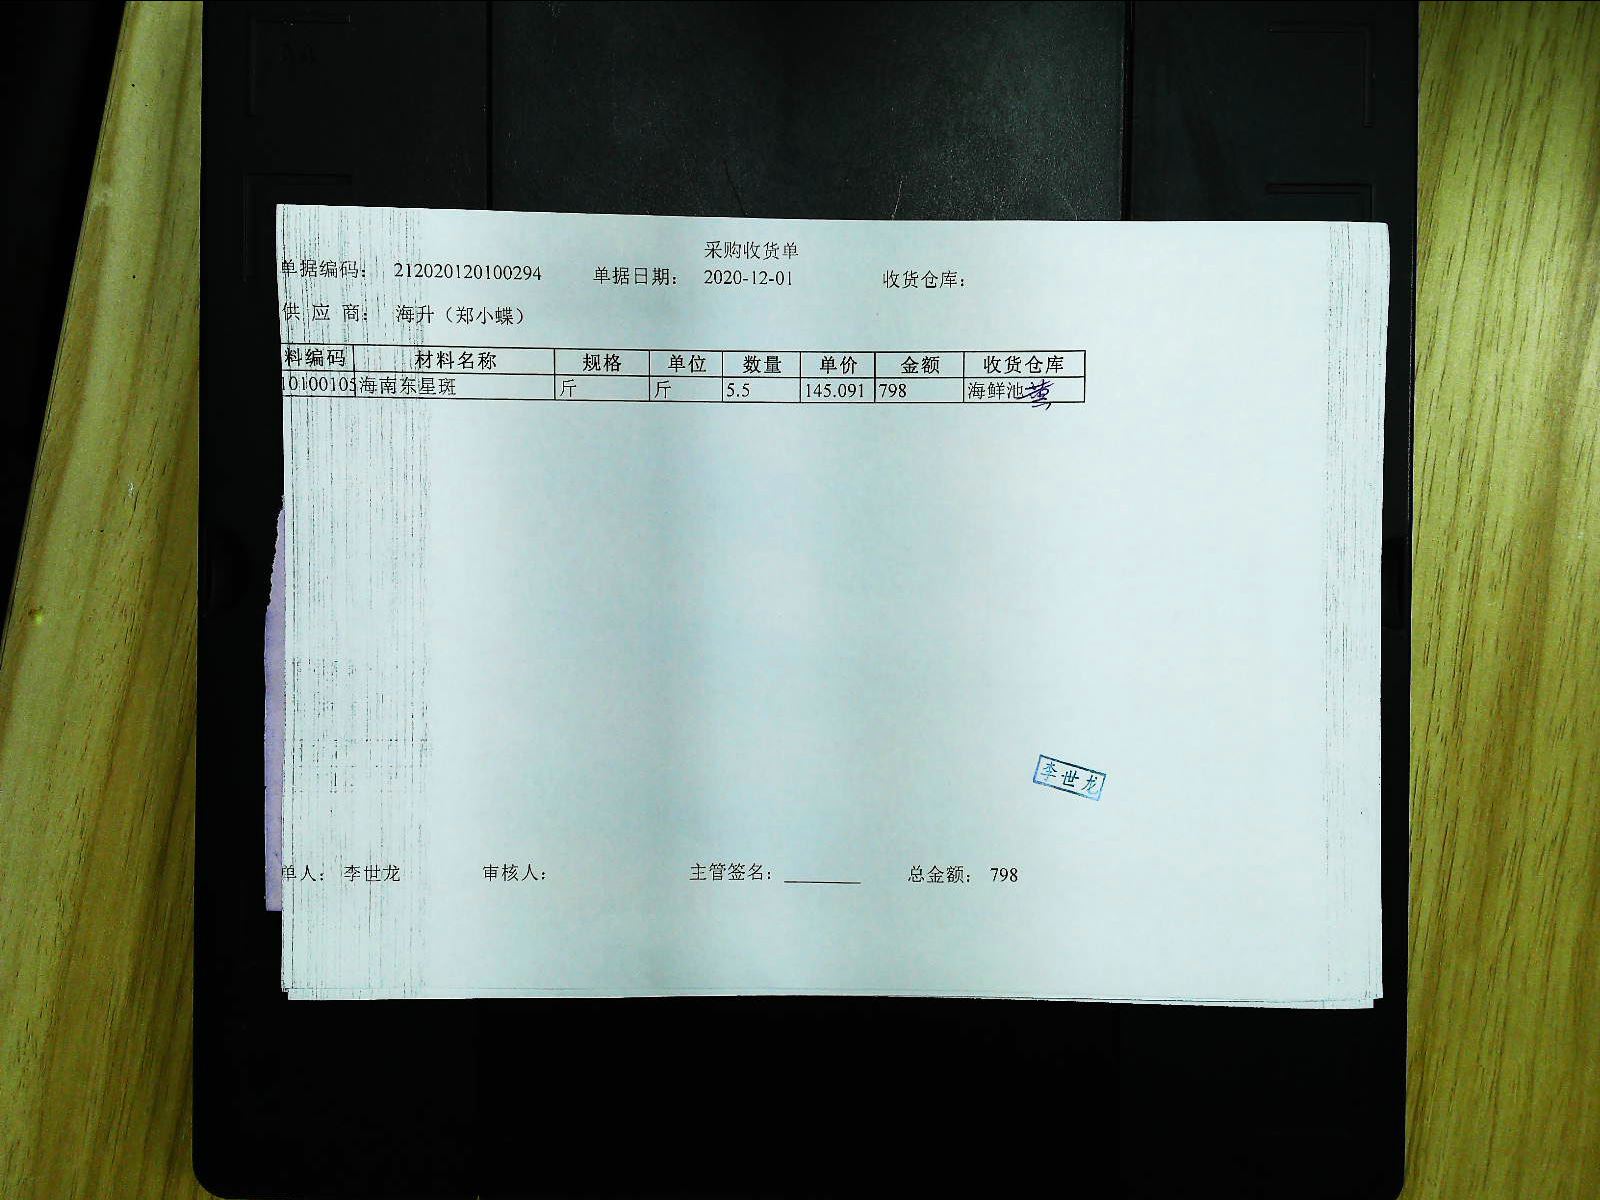 采购收货单
单据编码： 212020120100294 单据日期： 2020-12-01 收货仓库：
供 应 商： 海升（郑小蝶）
料编码 材料名称 规格 单位 数量 单价 金额 收货仓库
10100105 海南东星斑 斤 斤 5.5 145.091 798 海鲜池
李世龙
单人： 李世龙 审核人： 主管签名： 总金额： 798